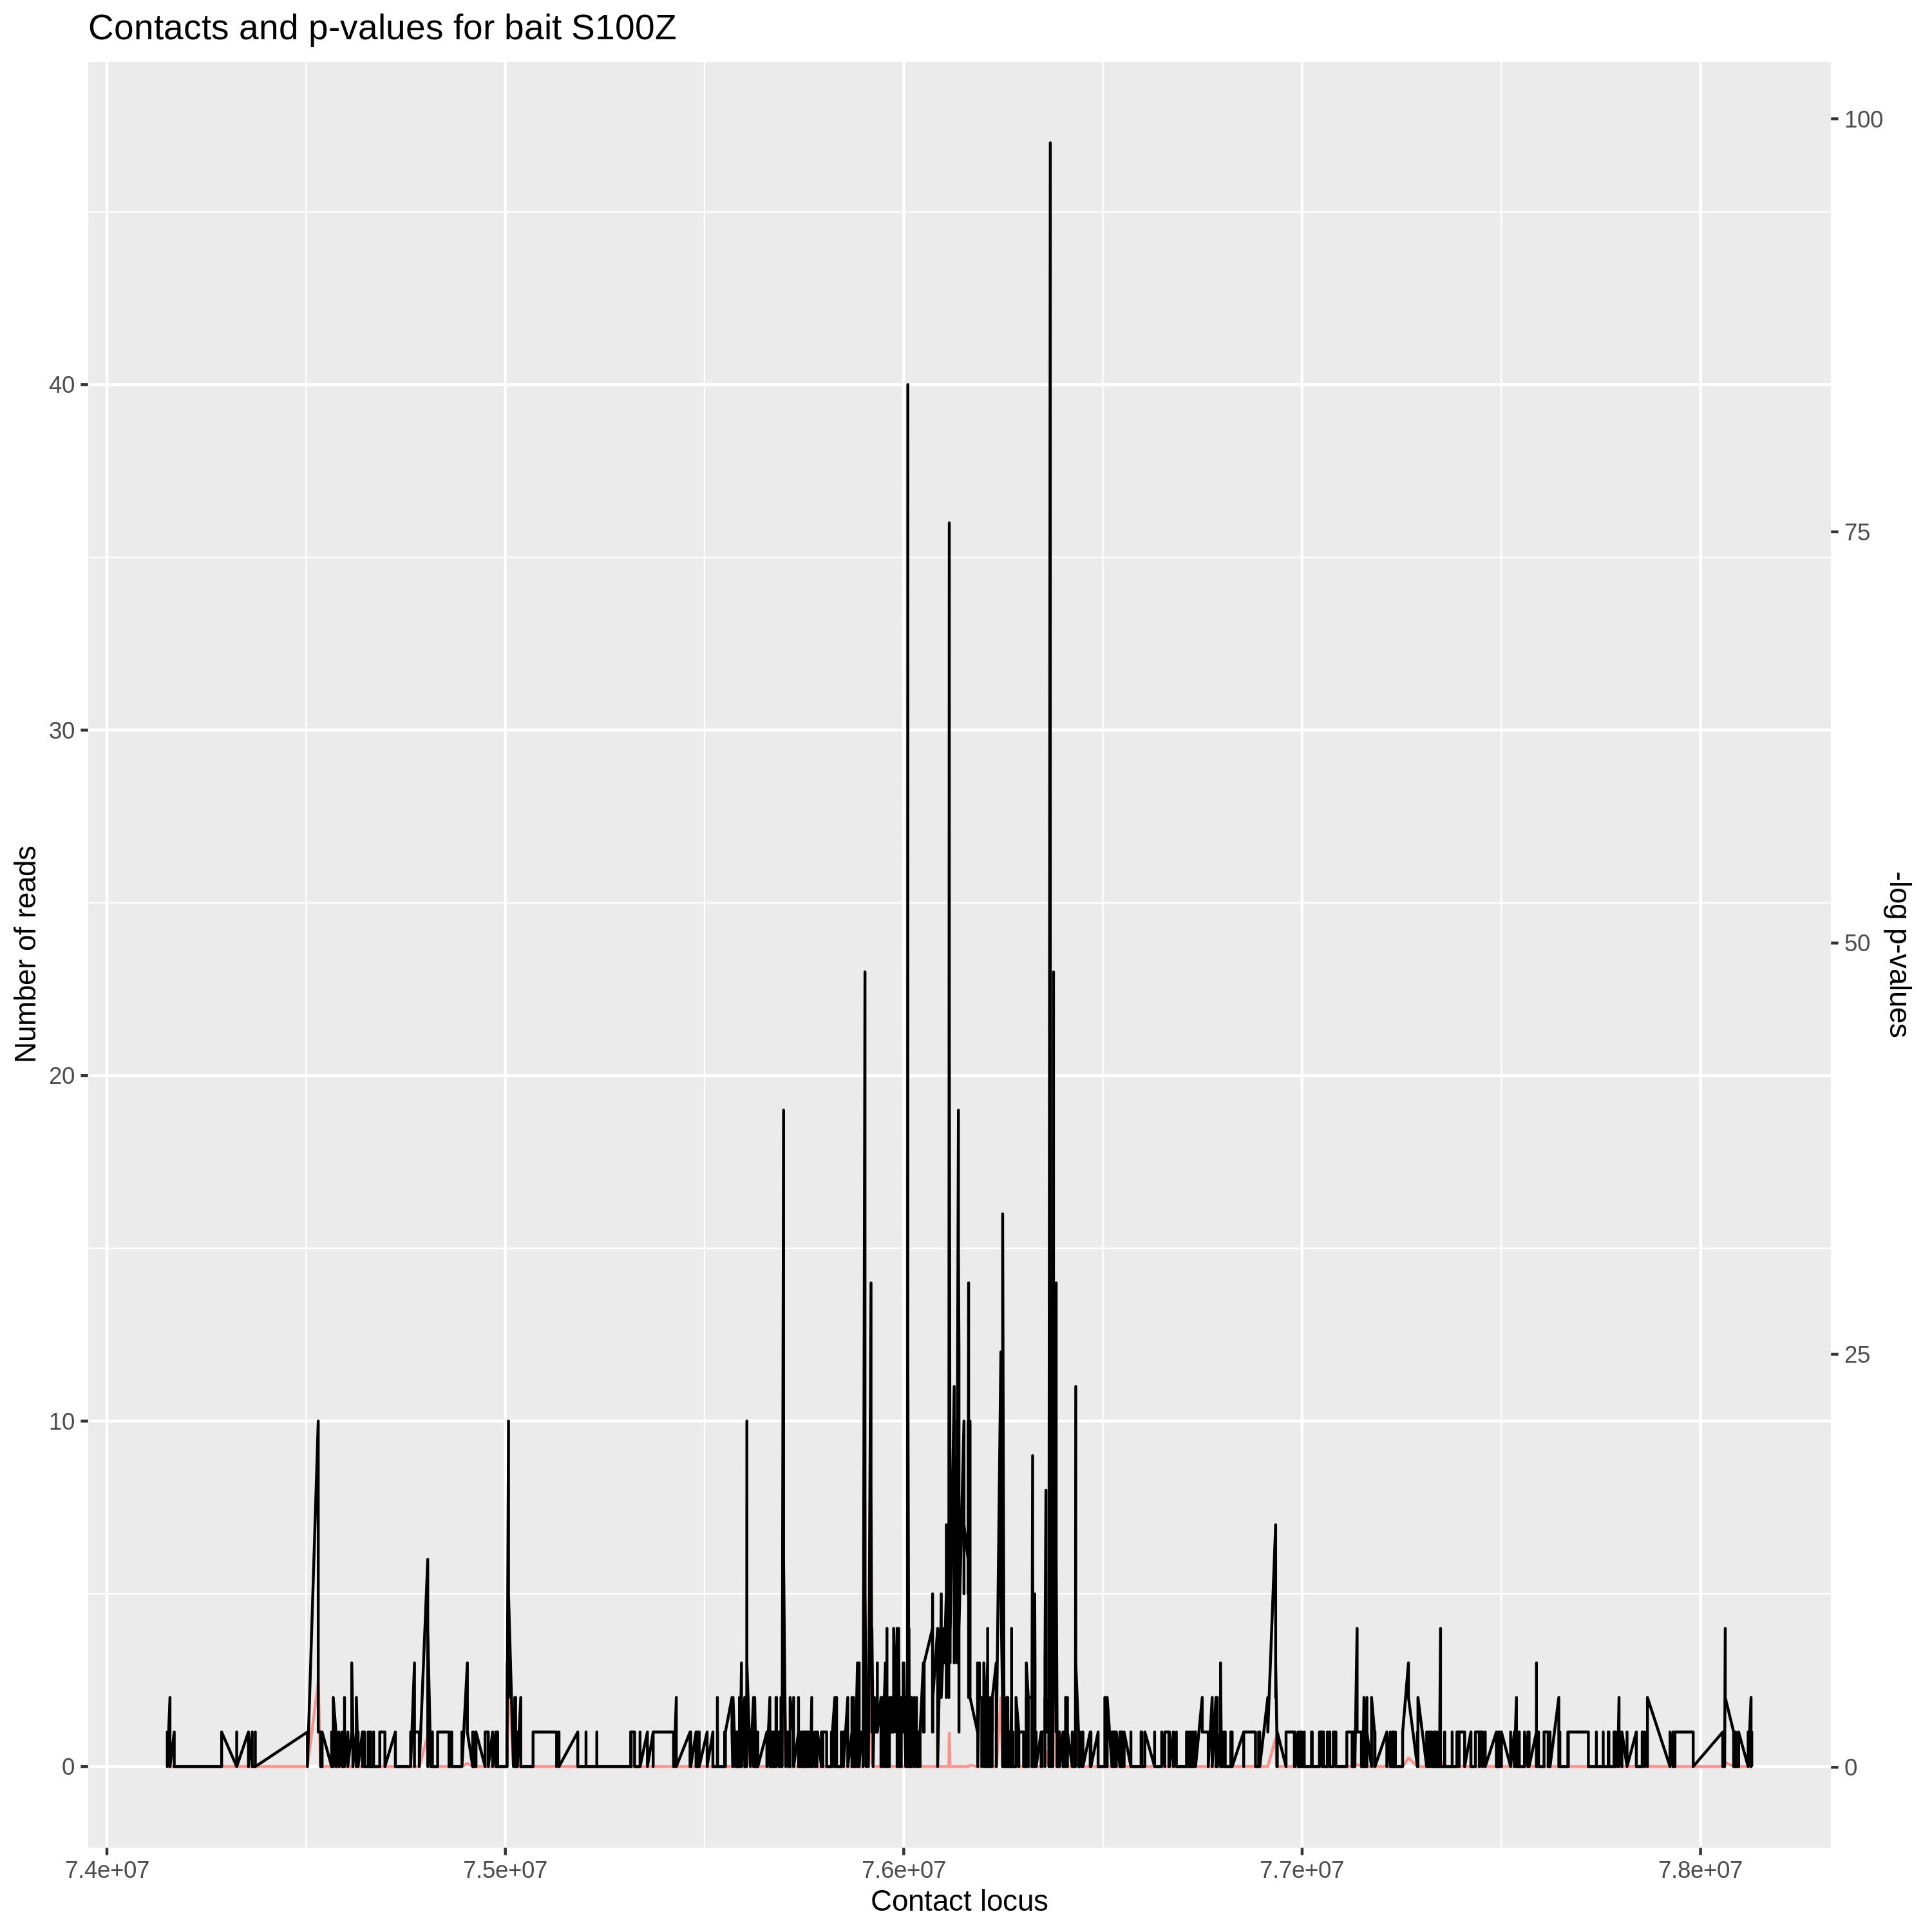 Contacts and p-values for bait S100Z
Number of reads
40
30
20
10
0
100
75
50
25
0
-log p-values
7.4e+07 7.5e+07 7.6e+07 7.7e+07 7.8e+07
Contact locus